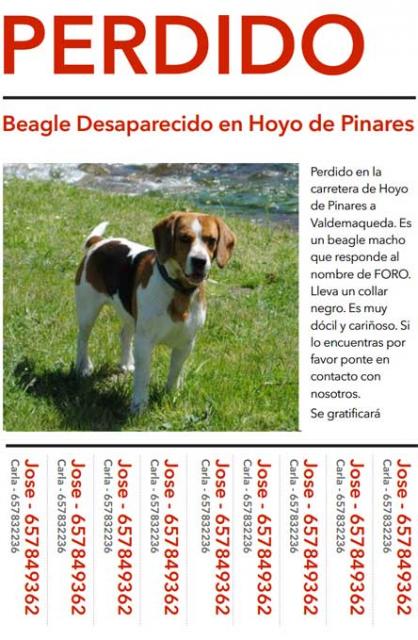 PERDIDO
Beagle Desaparecido en Hoyo de Pinares
Perdido en la
carretera de Hoyo
de Pinares a
Valdemaqueda. Es
un beagle macho
que responde al
nombre de FORO.
Lleva un collar
negro. Es muy
dócil y cariñoso. Si
lo encuentras por
favor ponte en
contacto con
nosotros.
Se gratificará
Jose - 657849362
Carla - 657832236
Jose - 657849362
Carla - 657832236
Jose - 657849362
Carla - 657832236
Jose - 657849362
Carla - 657832236
Jose - 657849362
Carla - 657832236
Jose - 657849362
Carla - 657832236
Jose - 657849362
Carla - 657832236
Jose - 657849362
Carla - 657832236
Jose - 657849362
Carla - 657832236